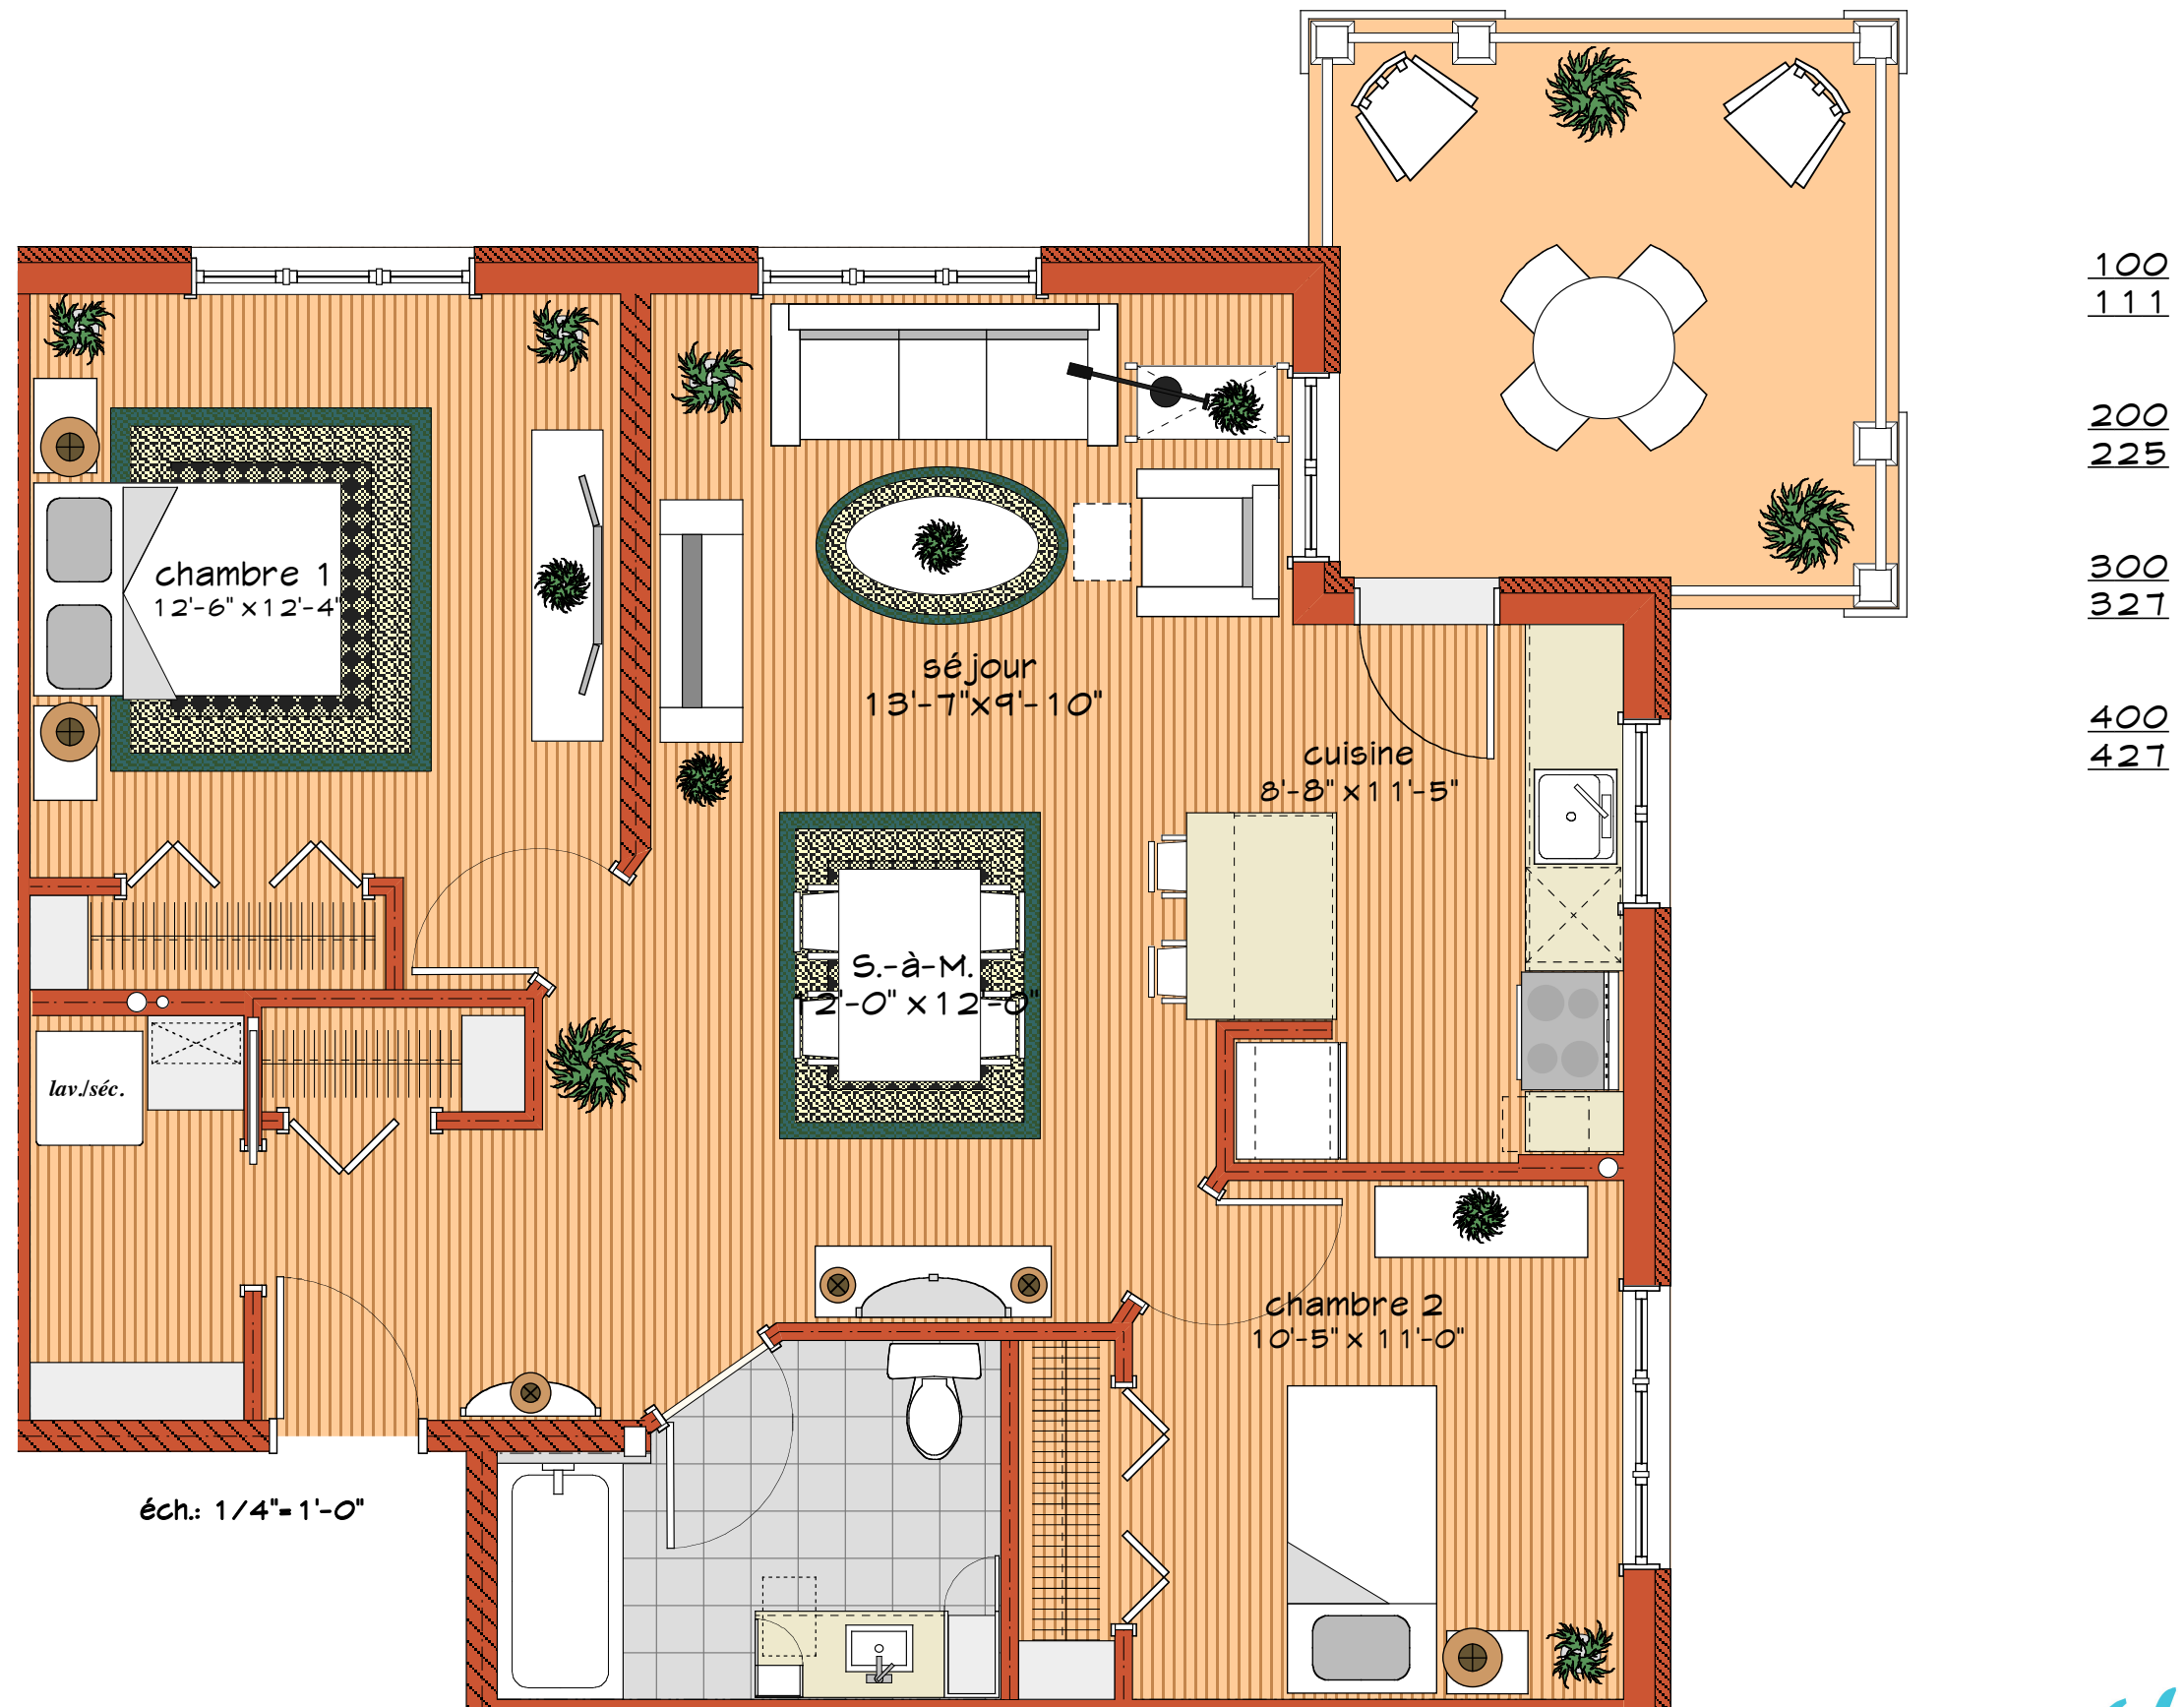 100
111
200
225
300
327
400
427
chambre 1
12'-6" x 12'-4"
séjour
13'-7"x9'-10"
cuisine
8'-8" x 11'-5"
S.-à-M.
12'-0" x 12'-0"
lav./séc.
chambre 2
10'-5" x 11'-0"
éch.: 1/4"=1'-0"